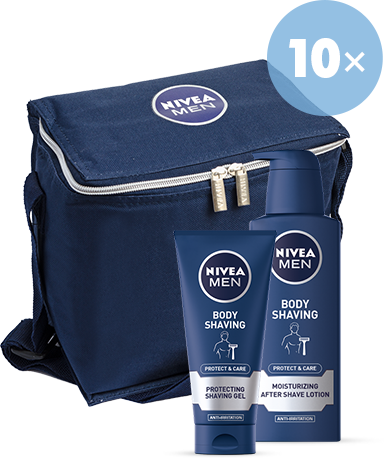 10×
NIVEA
MEN
NIVEA
MEN
BODY
SHAVING
PROTECT & CARE
PROTECTING
SHAVING GEL
ANTI-IRRITATION
NIVEA
MEN
BODY
SHAVING
PROTECT & CARE
MOISTURIZING
AFTER SHAVE LOTION
ANTI-IRRITATION